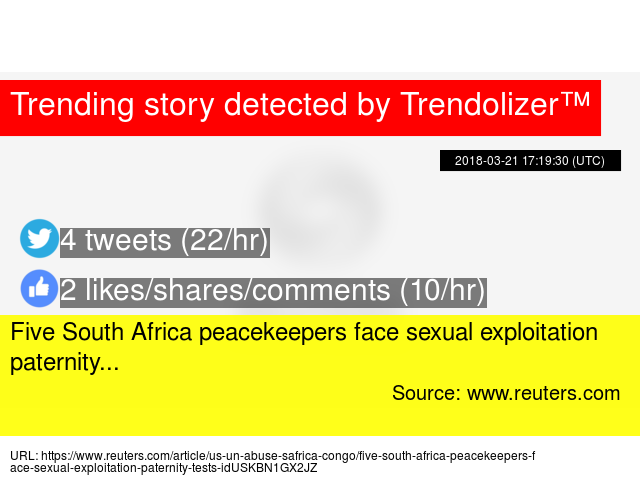 Trending story detected by Trendolizer™
2018-03-21 17:19:30 (UTC)
4 tweets (22/hr)
2 likes/shares/comments (10/hr)
Five South Africa peacekeepers face sexual exploitation
paternity...
Source: www.reuters.com
URL: https://www.reuters.com/article/us-un-abuse-safrica-congo/five-south-africa-peacekeepers-f
ace-sexual-exploitation-paternity-tests-idUSKBN1GX2JZ